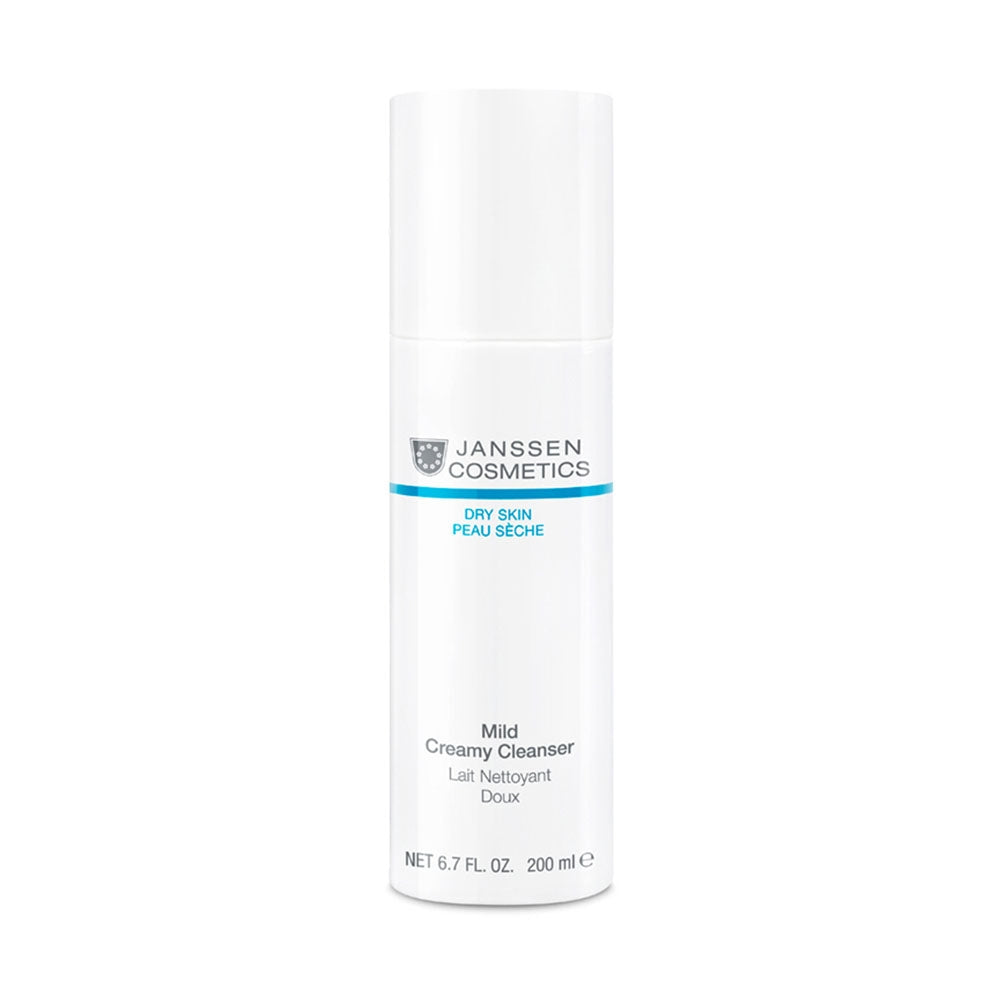 JANSSEN
COSMETICS
DRY SKIN
PEAU SÈCHE
Mild
Creamy Cleanser
Lait Nettoyant
Doux
NET 6.7 FL. OZ. 200 ml ℮